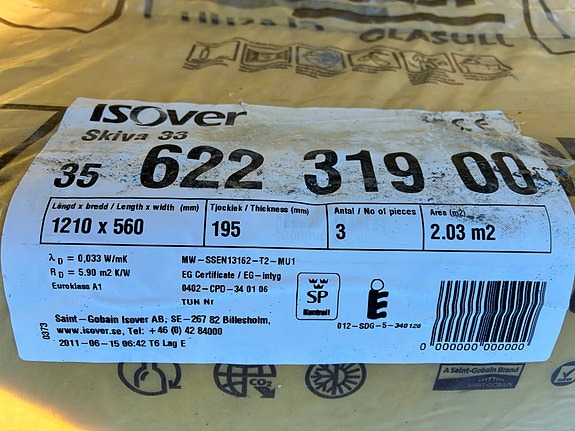 GLASULL
ISOVER
CE
Skiva 33
35 622 319 00
Längd x bredd / Length x width (mm) Tjocklek / Thickness (mm) Antal / No of pieces Area (m2)
1210 x 560 195 3 2.03 m2
λD = 0,033 W/mK MW-SSEN13162-T2-MU1
RD = 5.90 m2 K/W EG Certificate / EG-intyg
Euroklass A1 0402-CPD-34 01 06
TUN Nr
SP
Kontroll
E
012-SDG-5-340126
Saint-Gobain Isover AB, SE-267 82 Billesholm,
www.isover.se, Tel: +46 (0) 42 84000
2011-06-15 06:42 T6 Lag E
0373
0 000000 000000
CO2
A Saint-Gobain Brand
SAINT-GOBAIN